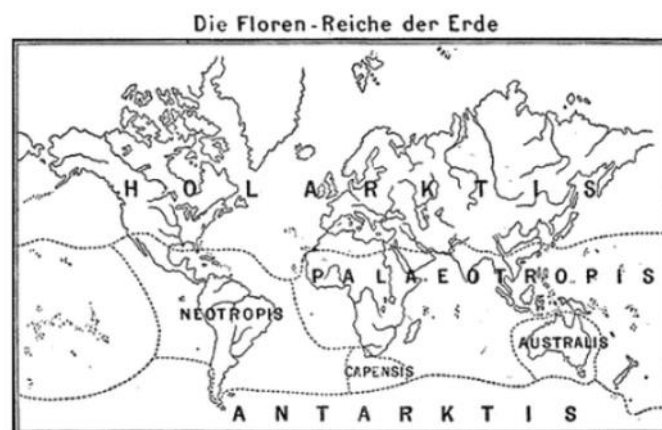 Die Floren-Reiche der Erde
HOLARKTIS
PALAEOTROPIS
NEOTROPIS
AUSTRALIS
CAPENSIS
ANTARKTIS